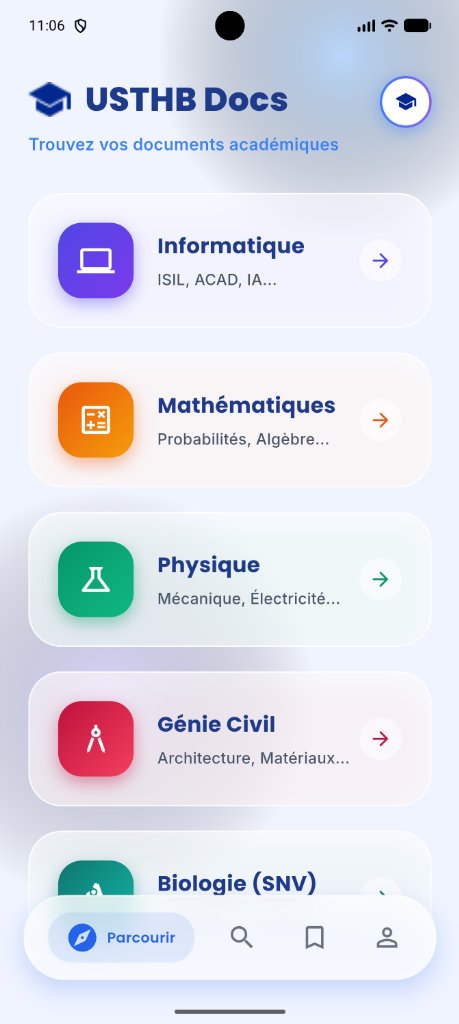 11:06
USTHB Docs
Trouvez vos documents académiques
Informatique
ISIL, ACAD, IA...
Mathématiques
Probabilités, Algèbre...
Physique
Mécanique, Électricité...
Génie Civil
Architecture, Matériaux...
Biologie (SNV)
Parcourir